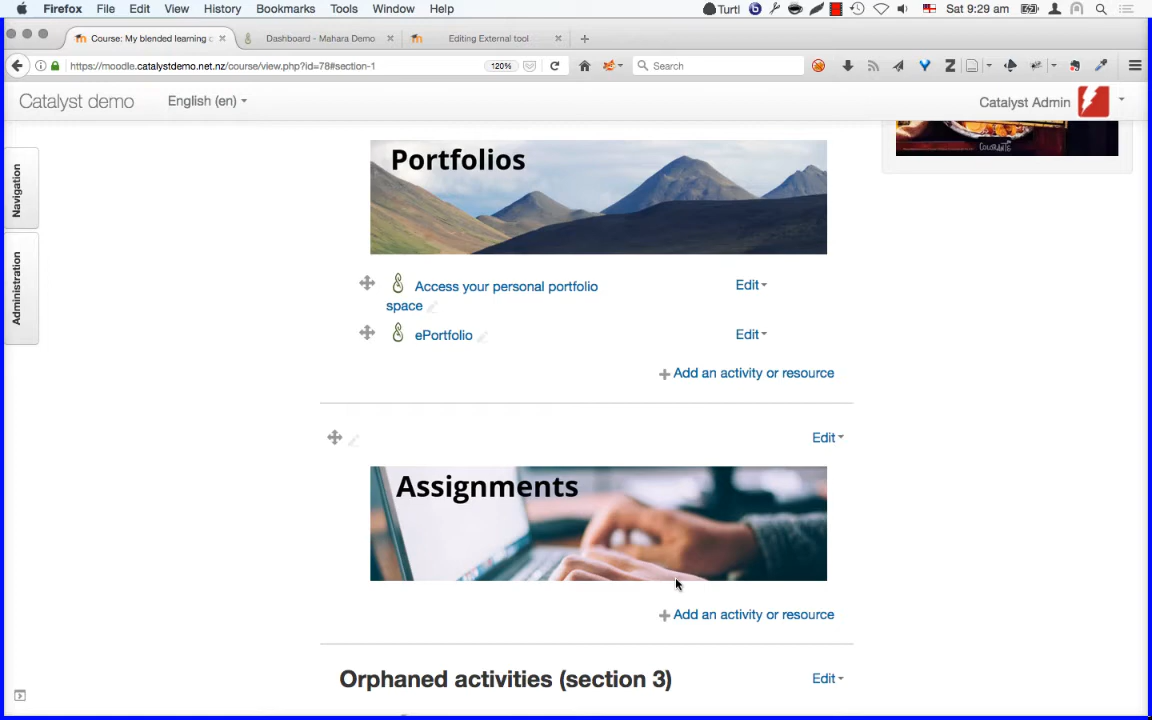 Firefox File Edit View History Bookmarks Tools Window Help Turtl Sat 9:29 am
Course: My blended learning c Dashboard - Mahara Demo Editing External tool
https://moodle.catalystdemo.net.nz/course/view.php?id=78#section-1 120% Search
Catalyst demo English (en) Catalyst Admin
COLORANTE
Navigation
Administration
Portfolios
Access your personal portfolio
space
Edit
ePortfolio Edit
Add an activity or resource
Edit
Assignments
Add an activity or resource
Orphaned activities (section 3) Edit